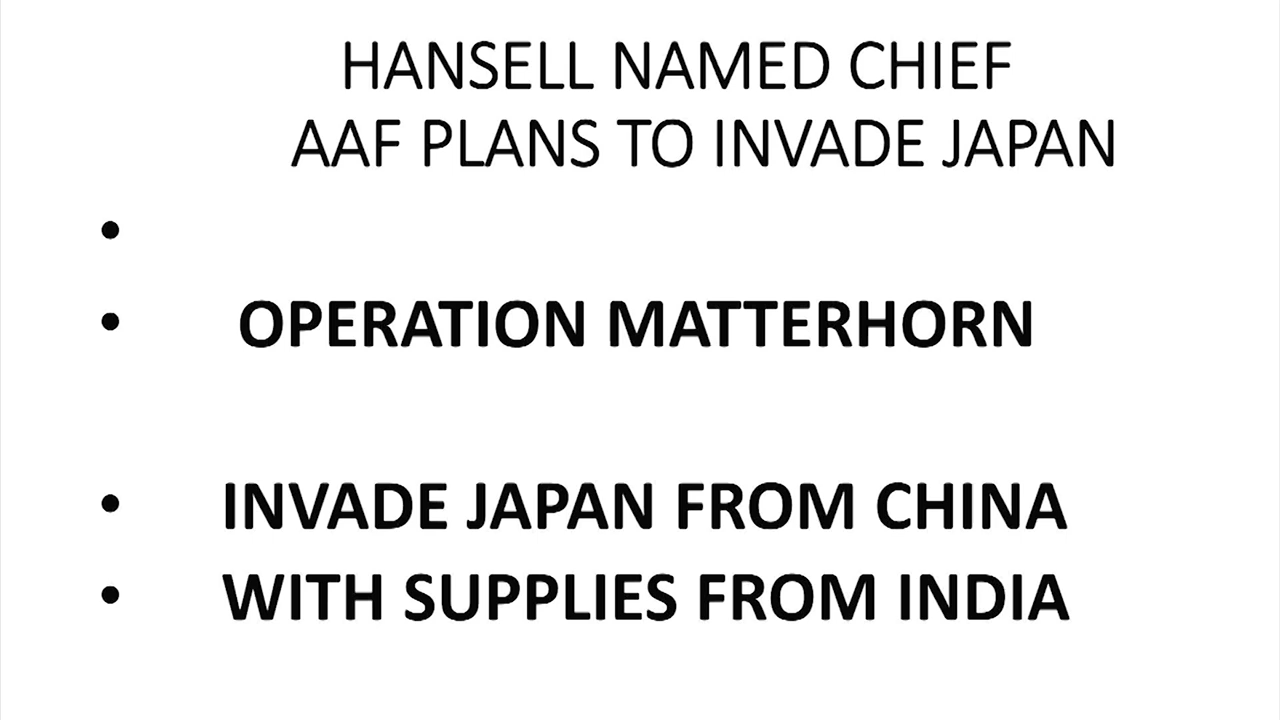 HANSELL NAMED CHIEF
AAF PLANS TO INVADE JAPAN
•
• OPERATION MATTERHORN
• INVADE JAPAN FROM CHINA
• WITH SUPPLIES FROM INDIA